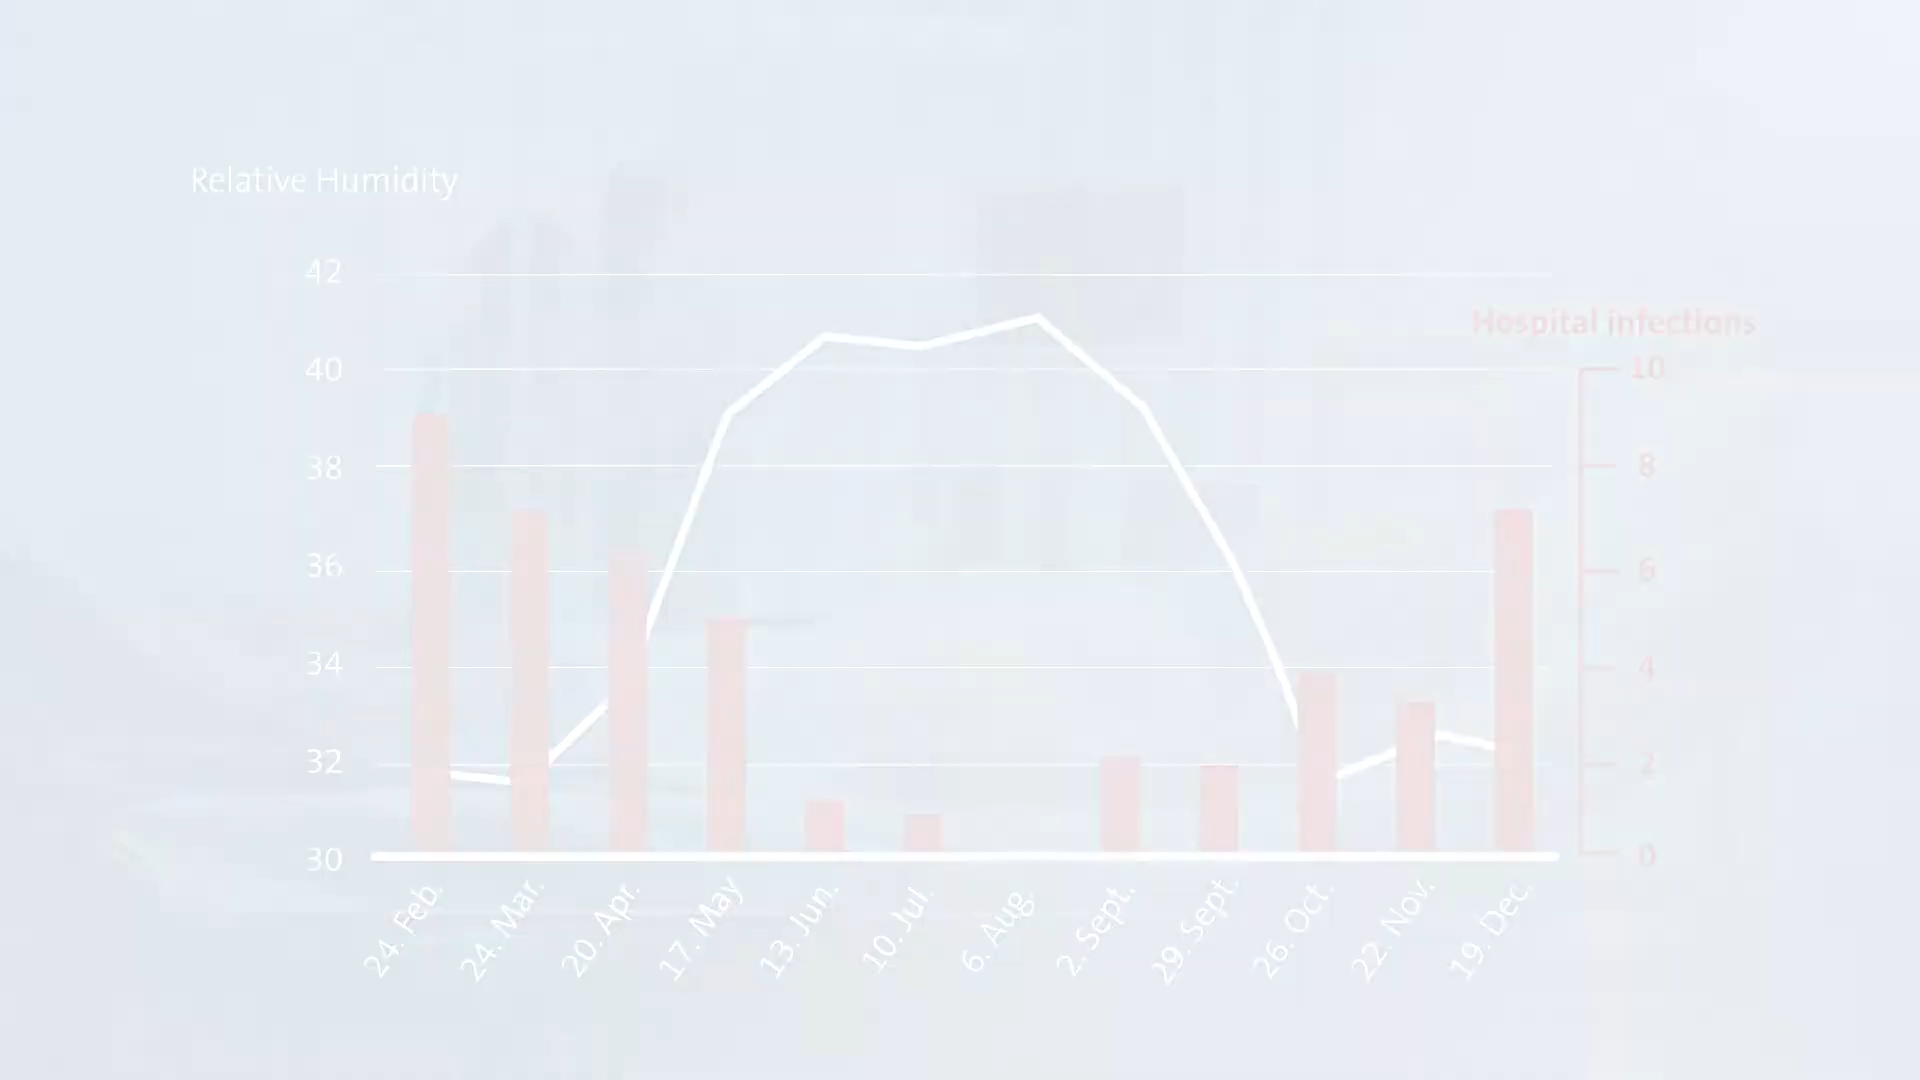 Relative Humidity
42
Hospital infections
40
10
38
8
36
6
34
4
32
2
30
0
24. Feb.
24. Mar.
20. Apr.
17. May
13. Jun.
10. Jul.
6. Aug.
2. Sept.
29. Sept.
26. Oct.
22. Nov.
19. Dec.